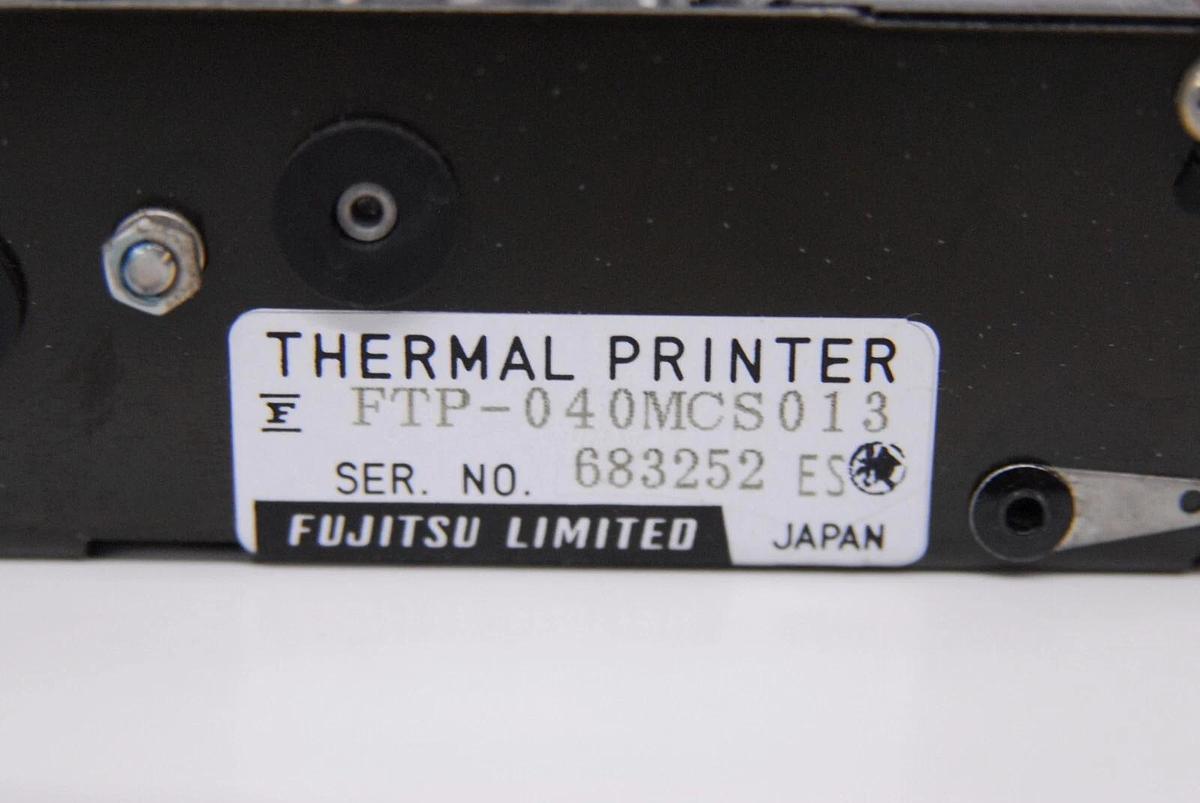 THERMAL PRINTER
F FTP-040MCS013
SER. NO. 683252 ES
FUJITSU LIMITED JAPAN